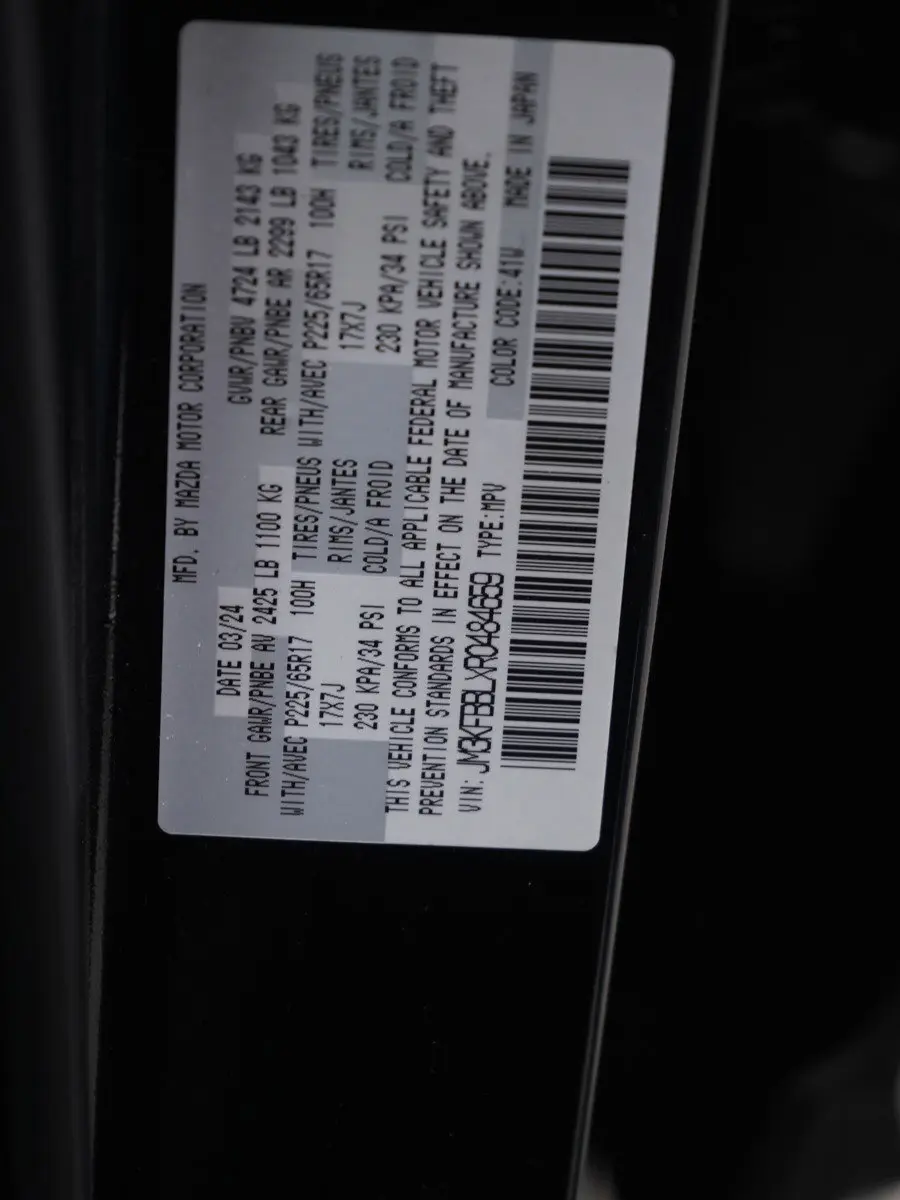 MFD. BY MAZDA MOTOR CORPORATION
DATE 03/24 GVWR/PNBV 4724 LB 2143 KG
FRONT GAWR/PNBE AV 2425 LB 1100 KG REAR GAWR/PNBE AR 2299 LB 1043 KG
WITH/AVEC P225/65R17 100H TIRES/PNEUS WITH/AVEC P225/65R17 100H TIRES/PNEUS
17X7J RIMS/JANTES 17X7J RIMS/JANTES
230 KPA/34 PSI COLD/A FROID 230 KPA/34 PSI COLD/A FROID
THIS VEHICLE CONFORMS TO ALL APPLICABLE FEDERAL MOTOR VEHICLE SAFETY AND THEFT
PREVENTION STANDARDS IN EFFECT ON THE DATE OF MANUFACTURE SHOWN ABOVE.
VIN: JM3KFBBLXR0484659 TYPE:MPV COLOR CODE:41W MADE IN JAPAN